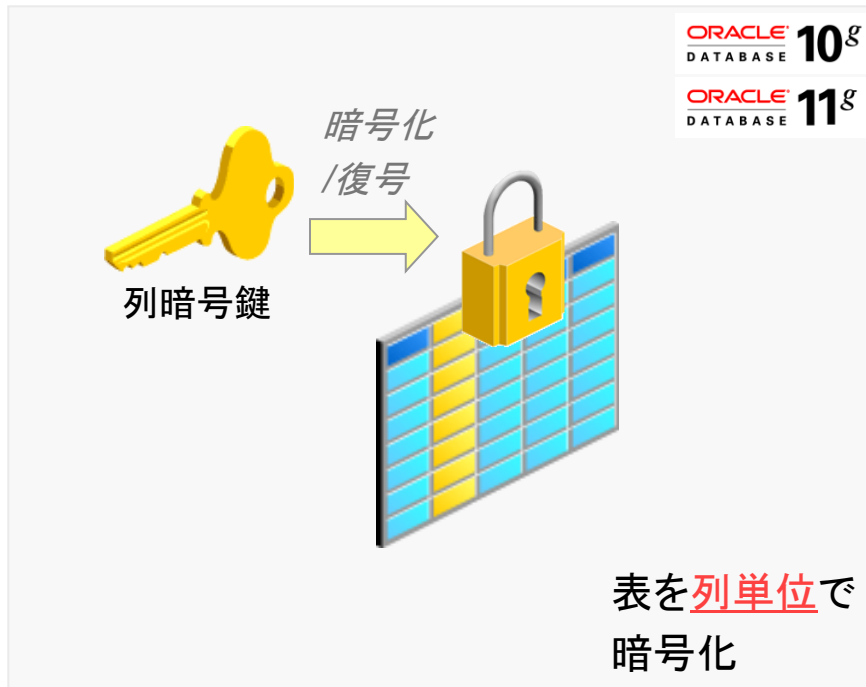 ORACLE
DATABASE 10g
ORACLE
DATABASE 11g
暗号化
/復号
列暗号鍵
表を列単位で
暗号化